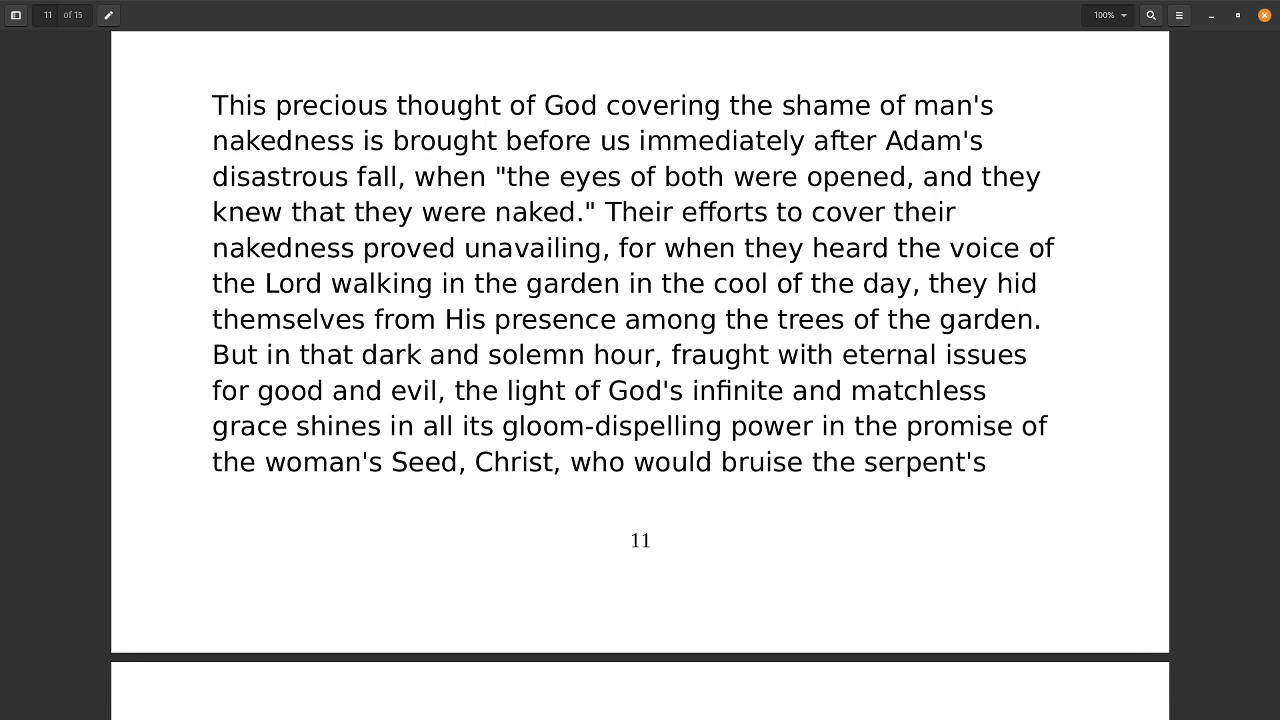 11 of 15
100%
This precious thought of God covering the shame of man's
nakedness is brought before us immediately after Adam's
disastrous fall, when "the eyes of both were opened, and they
knew that they were naked." Their efforts to cover their
nakedness proved unavailing, for when they heard the voice of
the Lord walking in the garden in the cool of the day, they hid
themselves from His presence among the trees of the garden.
But in that dark and solemn hour, fraught with eternal issues
for good and evil, the light of God's infinite and matchless
grace shines in all its gloom-dispelling power in the promise of
the woman's Seed, Christ, who would bruise the serpent's
11